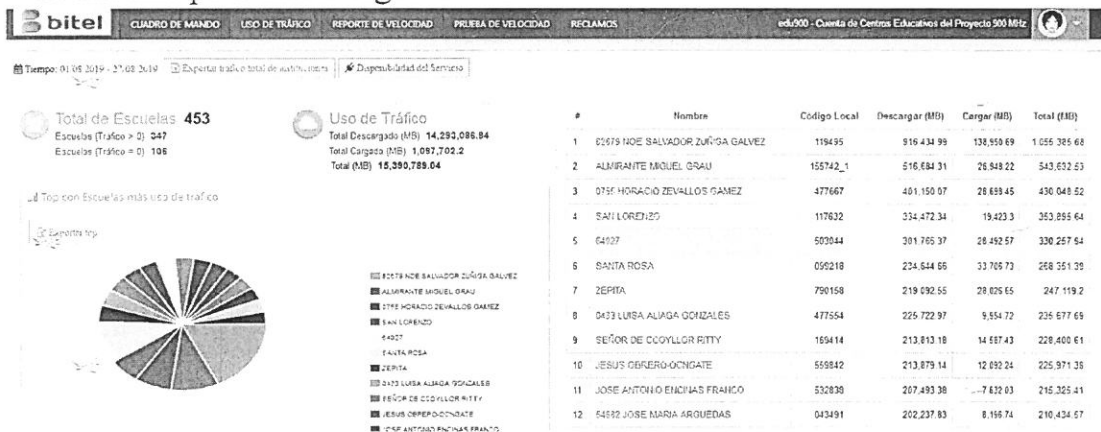 bitel CUADRO DE MANDO USO DE TRÁFICO REPORTE DE VELOCIDAD PRUEBA DE VELOCIDAD RECLAMOS edu900 - Cuenta de Centros Educativos del Proyecto 900 MHz
Tiempo: 01/08/2019 - 27/08/2019 Exportar trafico total de instituciones Disponibilidad del Servicio
Total de Escuelas 453
Escuelas (Tráfico > 0) 347
Escuelas (Tráfico = 0) 106
Uso de Tráfico
Total Descargado (MB) 14,293,086.84
Total Cargado (MB) 1,097,702.2
Total (MB) 15,390,789.04
Top con Escuelas más uso de trafico
Exportar top
82679 NOE SALVADOR ZUÑIGA GALVEZ
ALMIRANTE MIGUEL GRAU
0755 HORACIO ZEVALLOS GAMEZ
SAN LORENZO
64027
SANTA ROSA
ZEPITA
0433 LUISA ALIAGA GONZALES
SEÑOR DE CCOYLLOR RITTY
JESUS OBRERO-OCNGATE
JOSE ANTONIO ENCINAS FRANCO
# Nombre Código Local Descargar (MB) Cargar (MB) Total (MB)
1 82679 NOE SALVADOR ZUÑIGA GALVEZ 119495 916 434 99 138,950 69 1 055 385 68
2 ALMIRANTE MIGUEL GRAU 155742_1 516,684.31 26,948.22 543,632.53
3 0755 HORACIO ZEVALLOS GAMEZ 477667 401,150 07 28,698.45 430 048.52
4 SAN LORENZO 117632 334,472.34 19,423.3 353,895 64
5 64027 503044 301 765 37 28,492 57 330,257 94
6 SANTA ROSA 099218 234,644 66 33,706 73 268 351.39
7 ZEPITA 790158 219 092.55 28,026 65 247 119.2
8 0433 LUISA ALIAGA GONZALES 477554 225 722 97 9,954 72 235 677 69
9 SEÑOR DE CCOYLLOR RITTY 169414 213,813.18 14 587 43 228,400 61
10 JESUS OBRERO-OCNGATE 559842 213,879 14 12 092 24 225,971 38
11 JOSE ANTONIO ENCINAS FRANCO 532839 207,493 38 7 832 03 215,325 41
12 54582 JOSE MARIA ARGUEDAS 043491 202,237.83 8,196.74 210,434.57